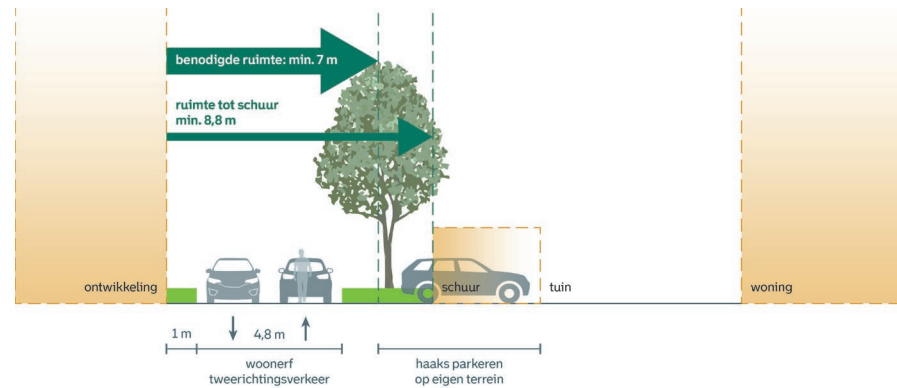 benodigde ruimte: min. 7 m
ruimte tot schuur
min. 8,8 m
ontwikkeling
schuur
tuin
woning
1 m
4,8 m
woonerf
tweerichtingsverkeer
haaks parkeren
op eigen terrein